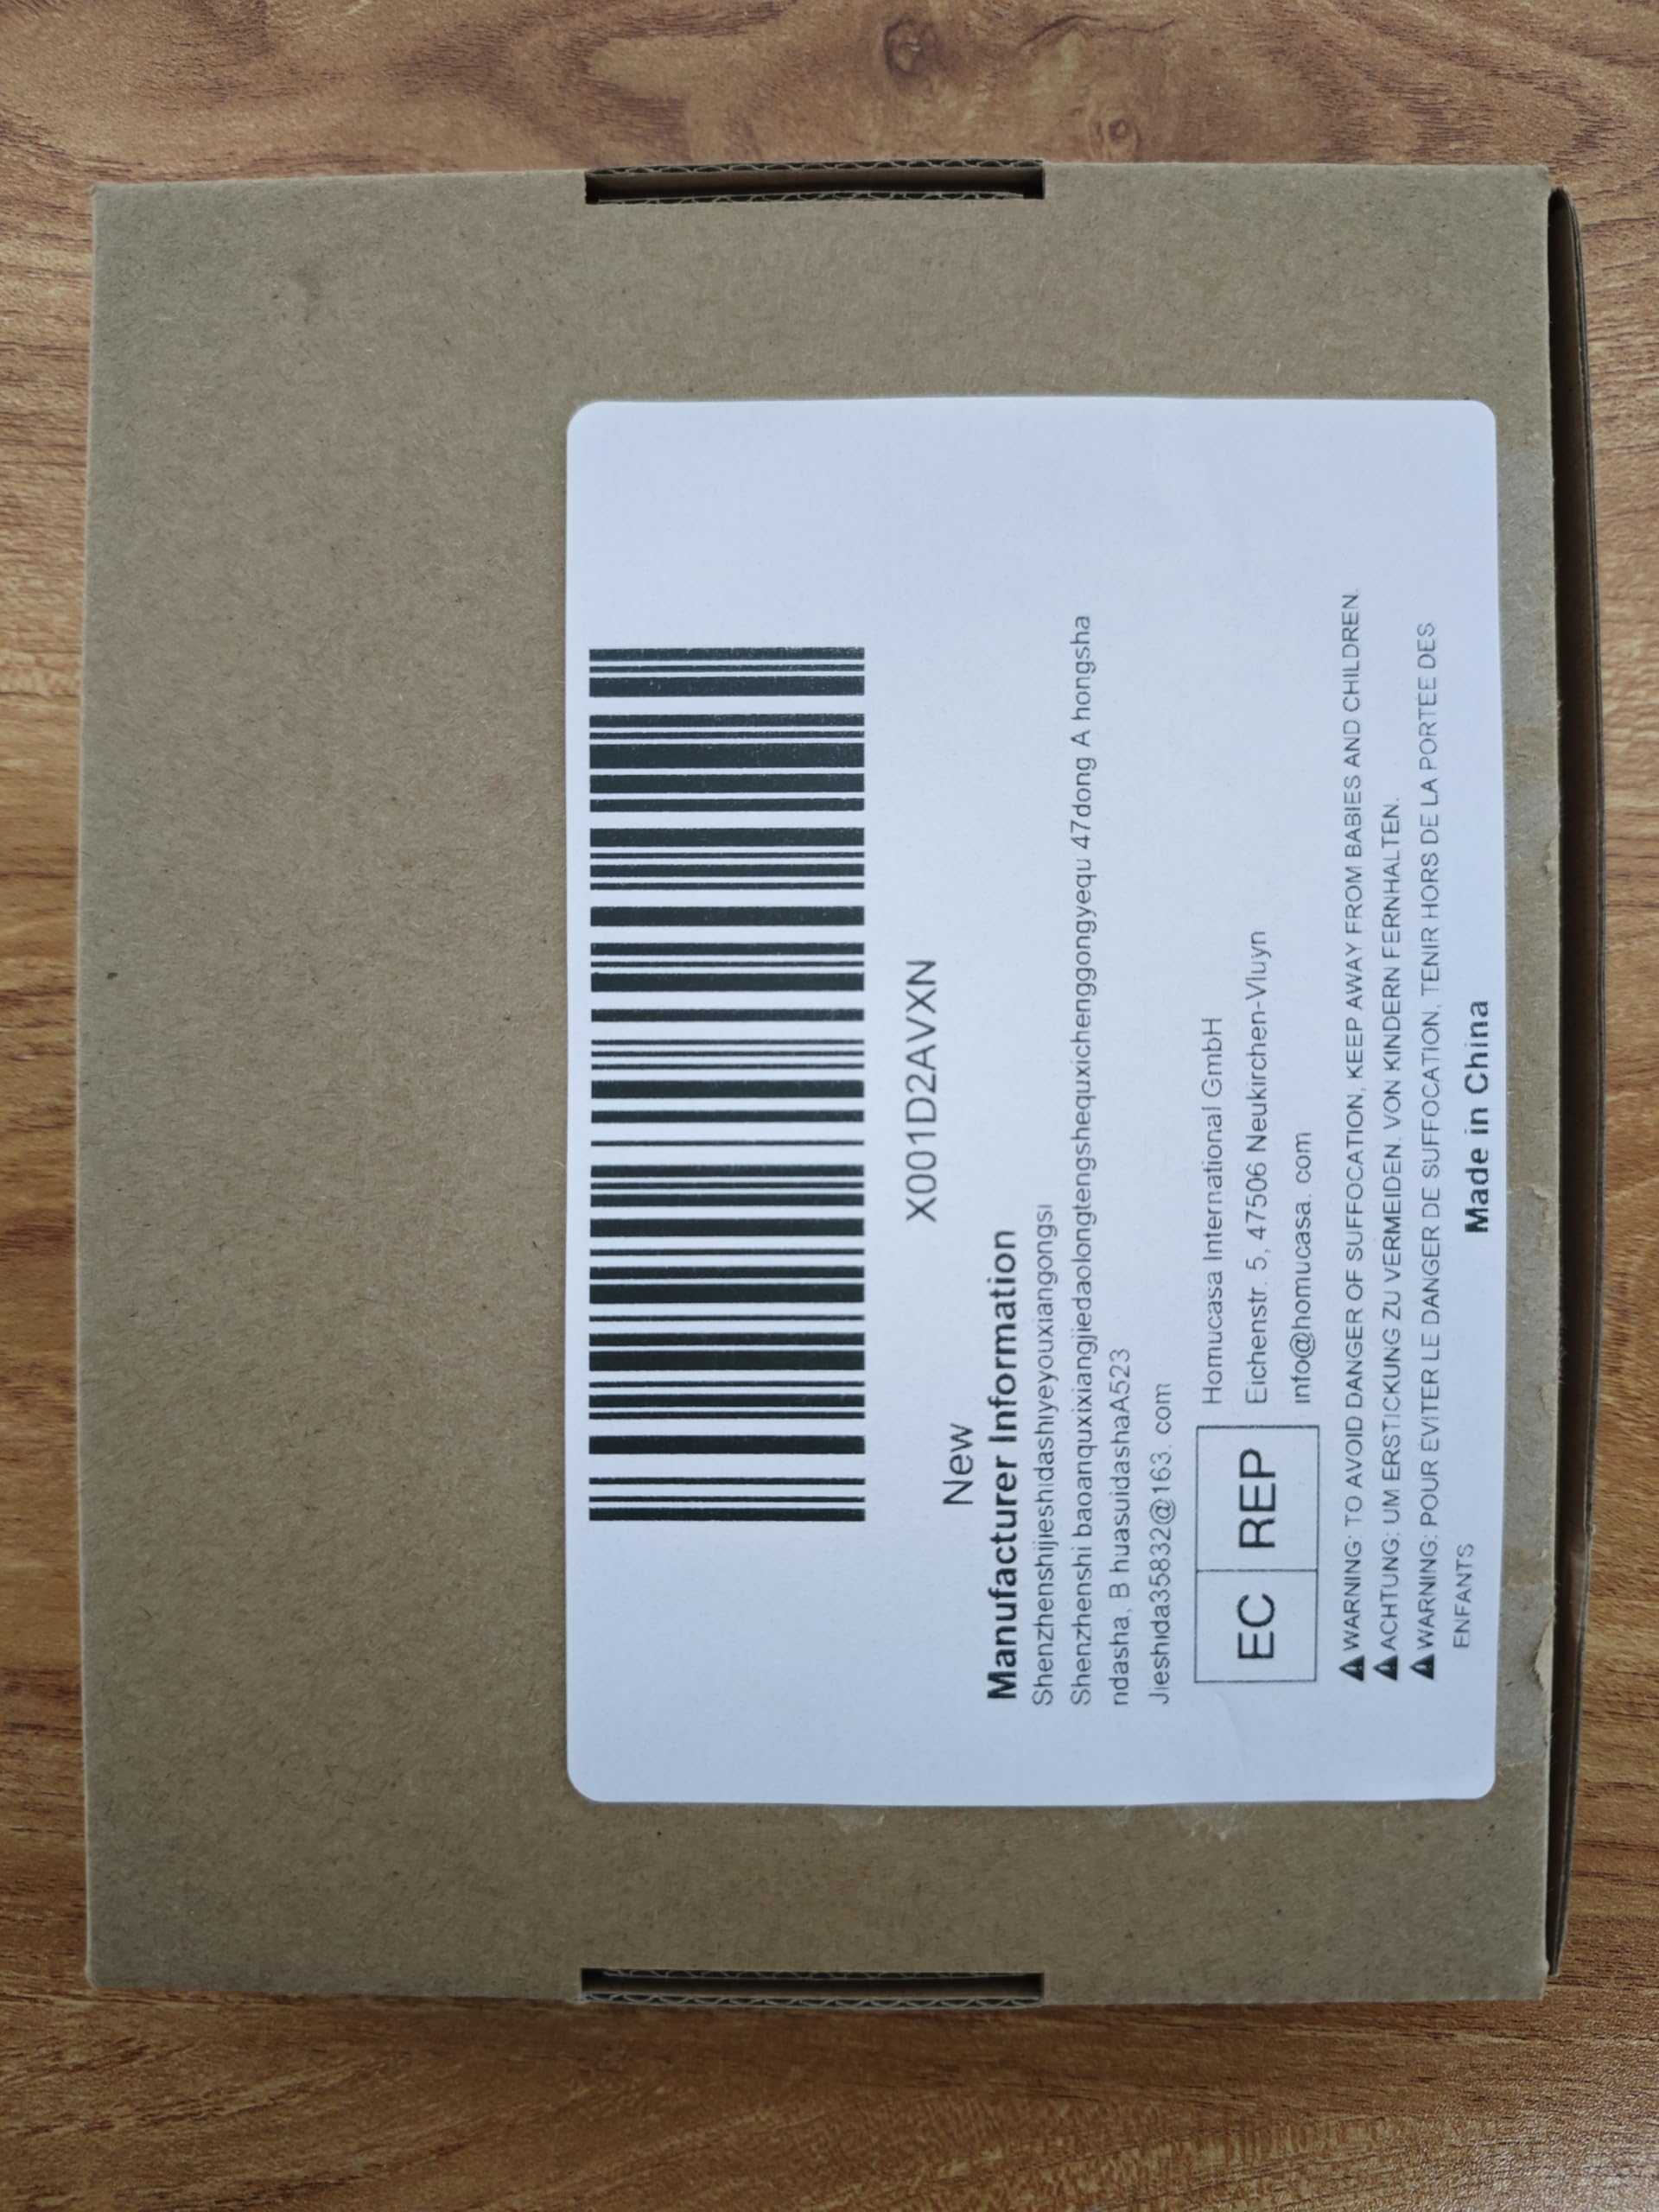 X001D2AVXN
New
Manufacturer Information
Shenzhenshijieshidashiyeyouxiangongsi
Shenzhenshi baoanquxixiangjiedaolongtengshequxichenggongyequ 47dong A hongsha
ndasha, B huasuidashaA523
Jieshida35832@163. com
EC REP
Homucasa International GmbH
Eichenstr. 5, 47506 Neukirchen-Vluyn
info@homucasa. com
WARNING: TO AVOID DANGER OF SUFFOCATION, KEEP AWAY FROM BABIES AND CHILDREN.
ACHTUNG: UM ERSTICKUNG ZU VERMEIDEN, VON KINDERN FERNHALTEN.
WARNING: POUR EVITER LE DANGER DE SUFFOCATION, TENIR HORS DE LA PORTEE DES
ENFANTS
Made in China